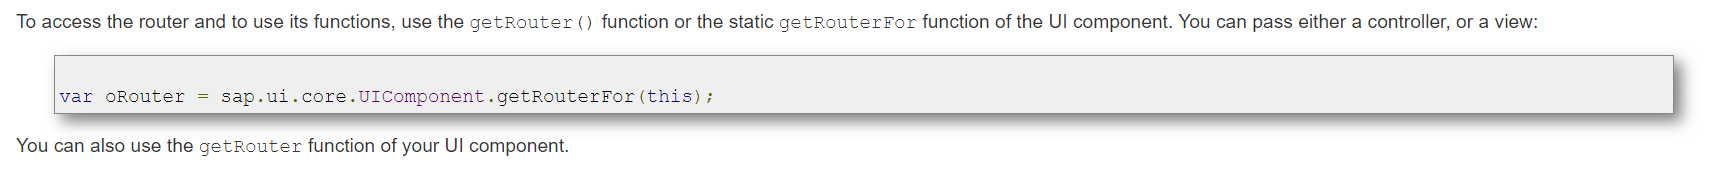 To access the router and to use its functions, use the getRouter() function or the static getRouterFor function of the UI component. You can pass either a controller, or a view:
var oRouter = sap.ui.core.UIComponent.getRouterFor(this);
You can also use the getRouter function of your UI component.